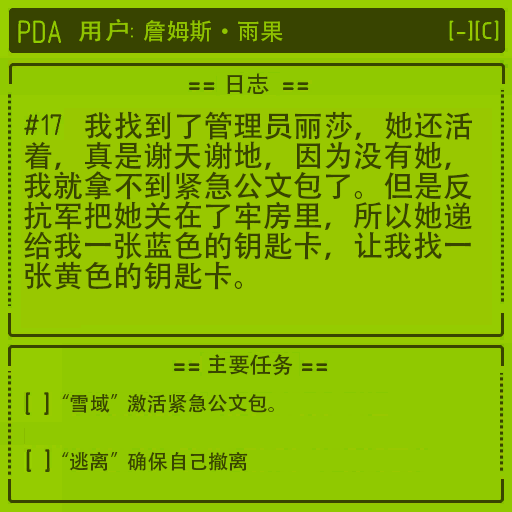 PDA 用户: 詹姆斯·雨果 [-][C]
== 日志 ==
#17 我找到了管理员丽莎，她还活
着，真是谢天谢地，因为没有她，
我就拿不到紧急公文包了。但是反
抗军把她关在了牢房里，所以她递
给我一张蓝色的钥匙卡，让我找一
张黄色的钥匙卡。
== 主要任务 ==
[ ] “雪域” 激活紧急公文包。
[ ] “逃离” 确保自己撤离